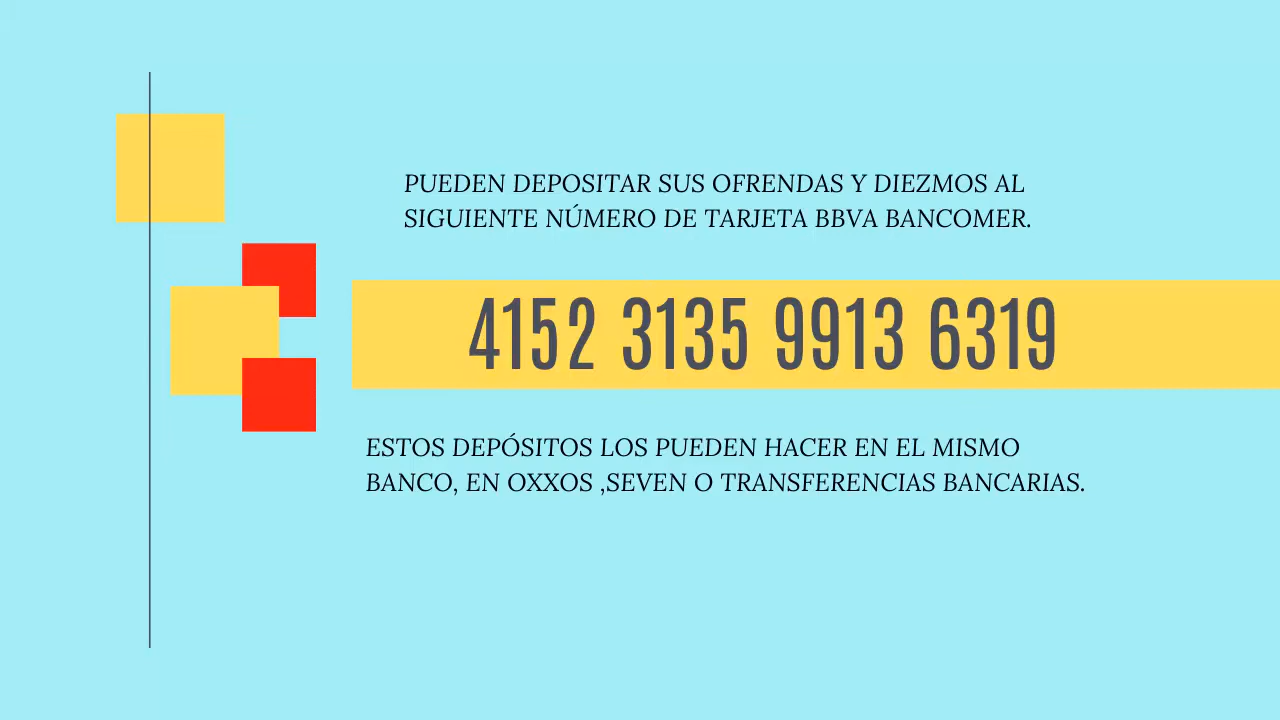 PUEDEN DEPOSITAR SUS OFRENDAS Y DIEZMOS AL
SIGUIENTE NÚMERO DE TARJETA BBVA BANCOMER.
4152 3135 9913 6319
ESTOS DEPÓSITOS LOS PUEDEN HACER EN EL MISMO
BANCO, EN OXXOS ,SEVEN O TRANSFERENCIAS BANCARIAS.